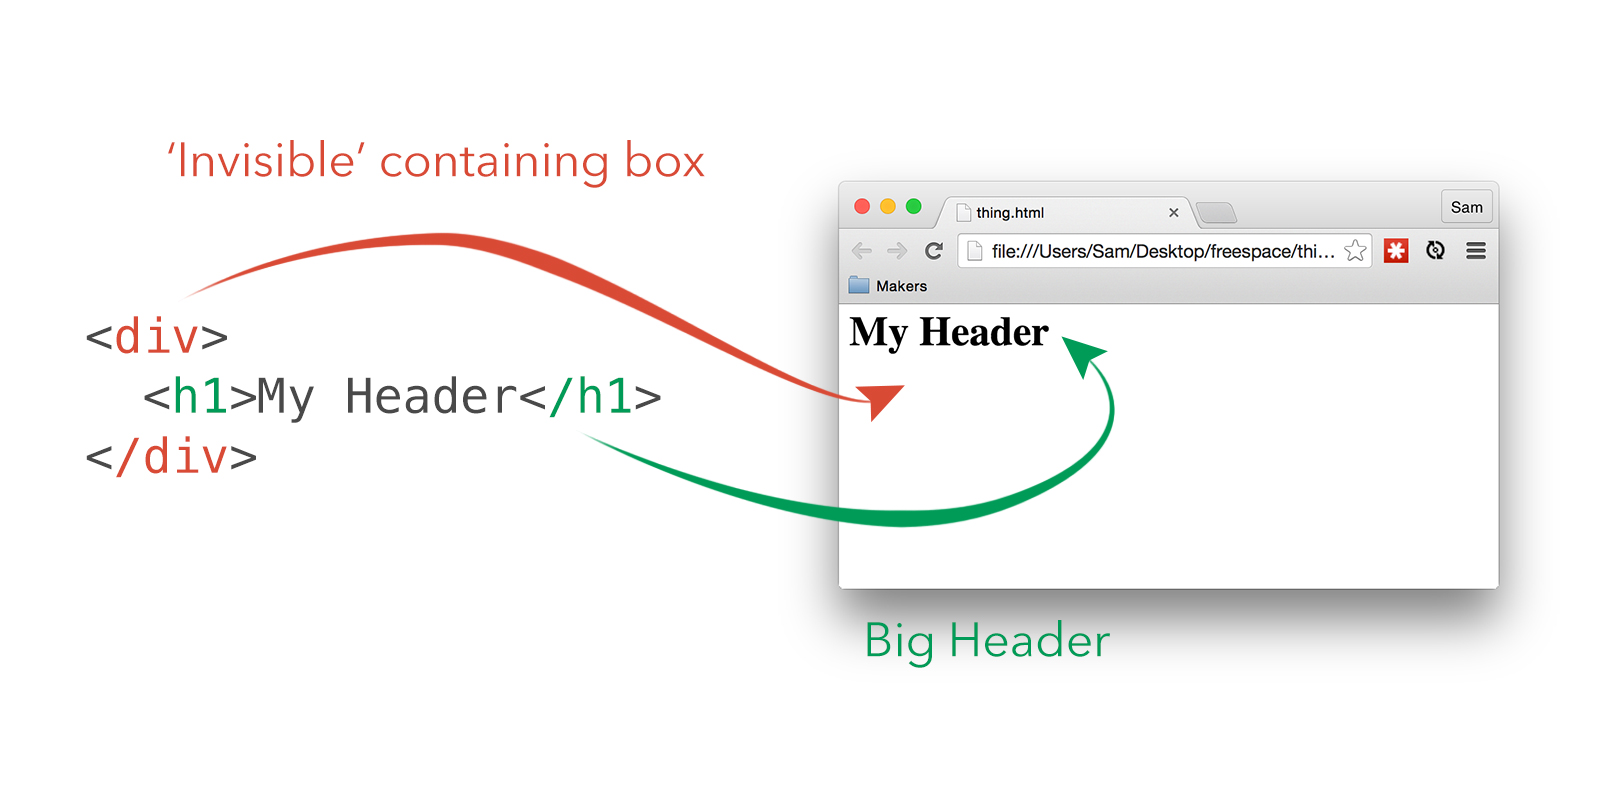 ‘Invisible‘ containing box
<div>
<h1>My Header</h1>
</div>
thing.html
Sam
file:///Users/Sam/Desktop/freespace/thi...
Makers
My Header
Big Header